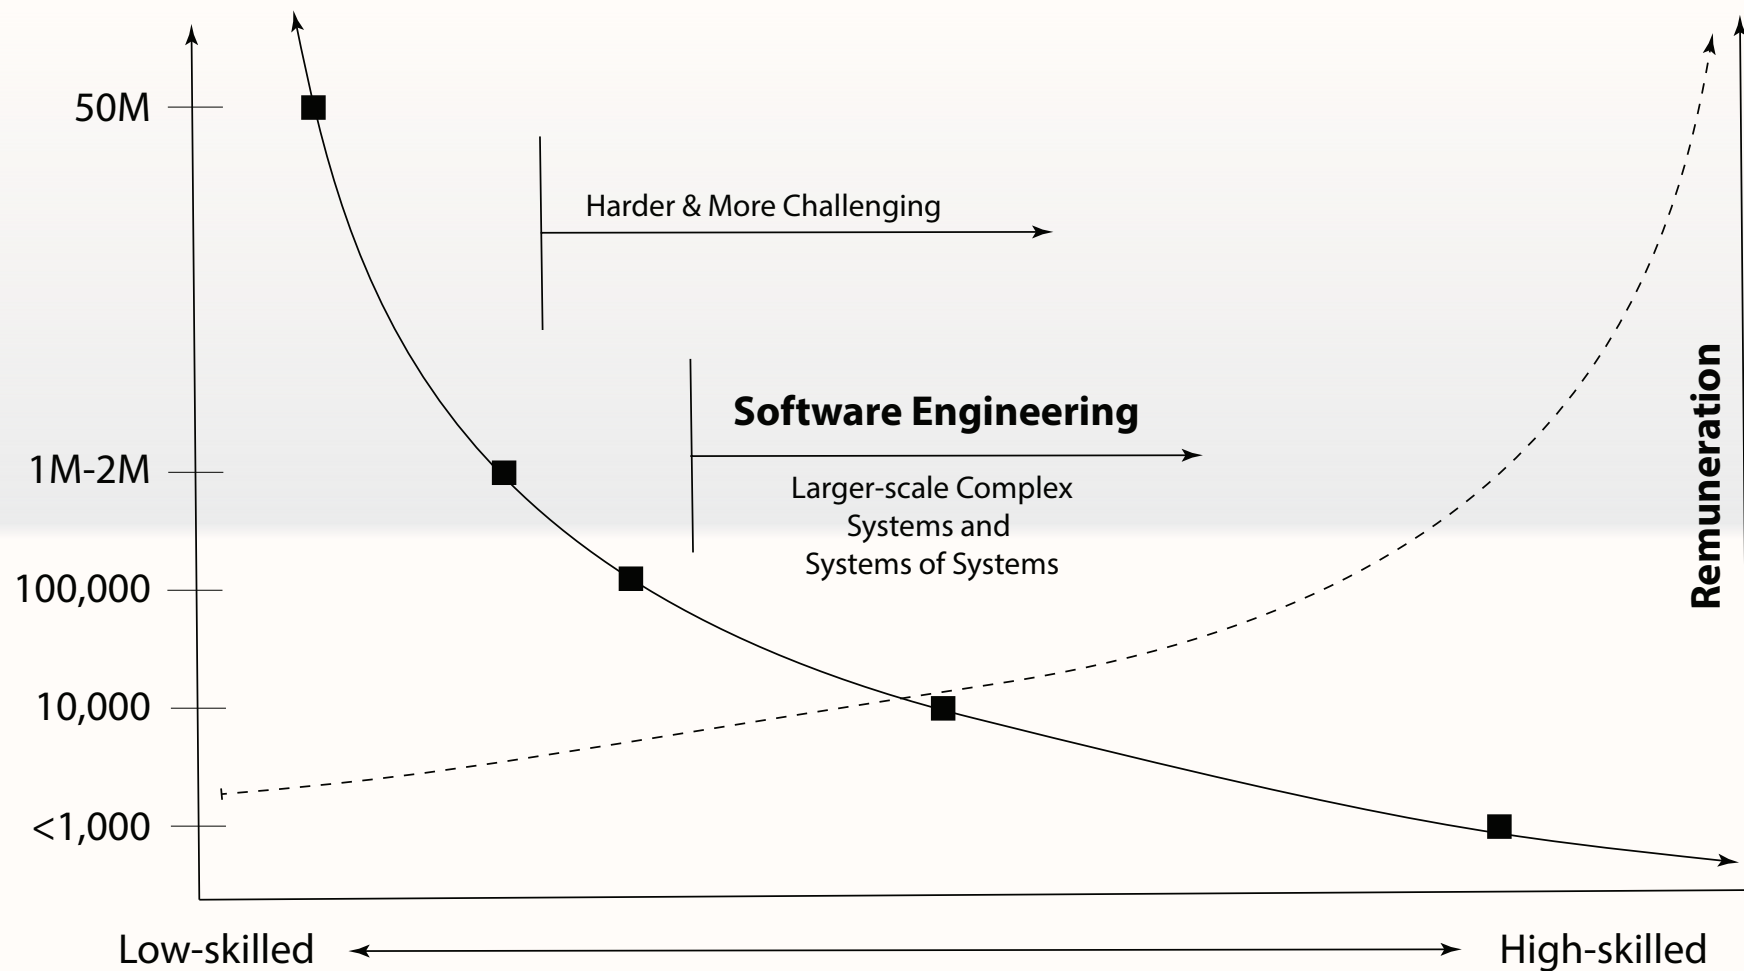 50M
Harder & More Challenging
Software Engineering
1M-2M
Larger-scale Complex
Systems and
Systems of Systems
100,000
10,000
<1,000
Remuneration
Low-skilled
High-skilled